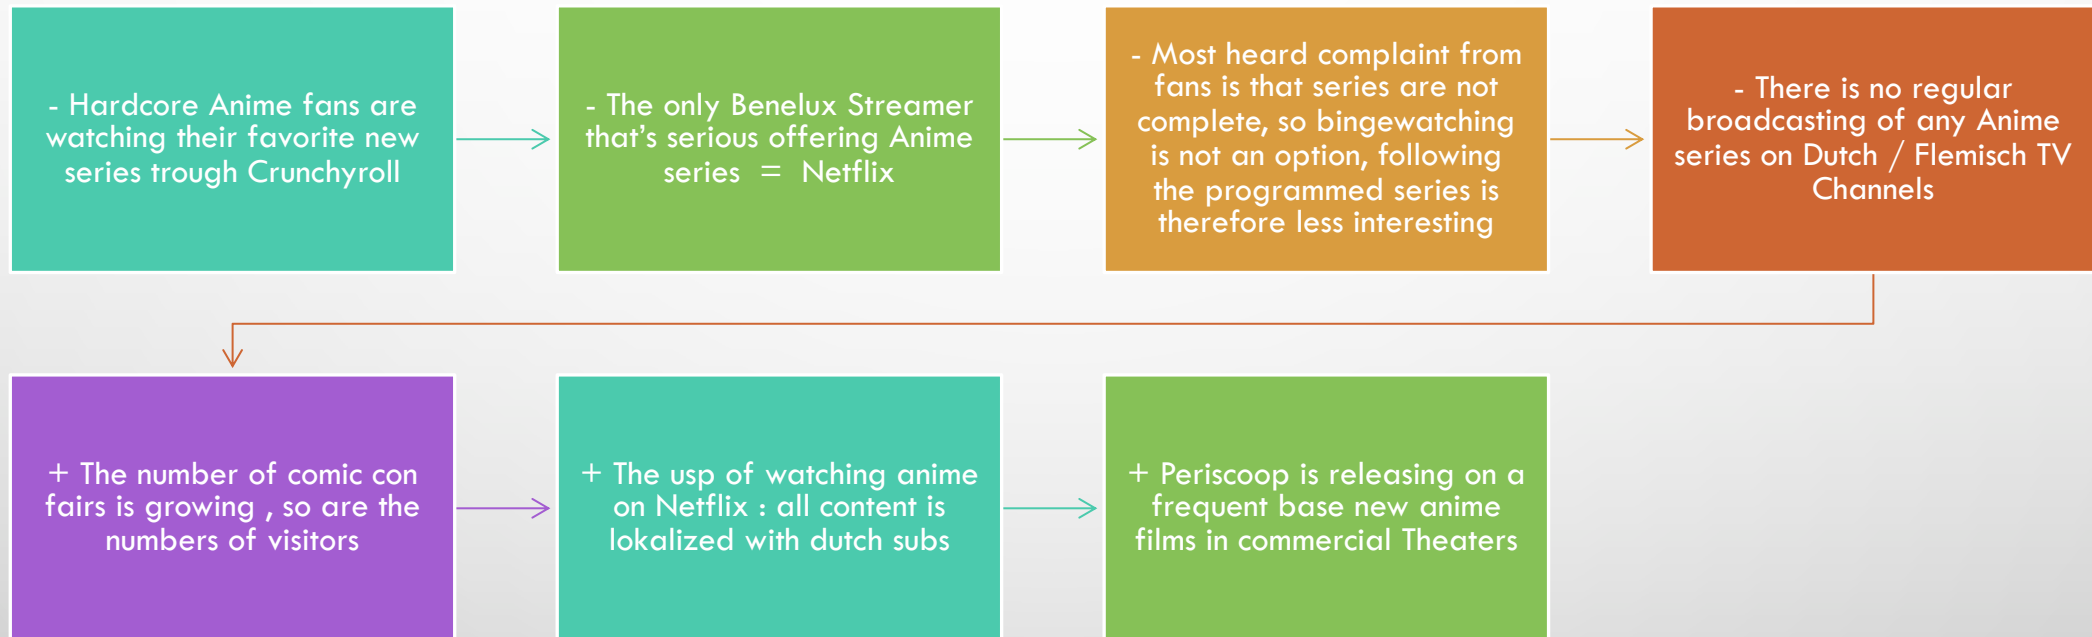 - Hardcore Anime fans are
watching their favorite new
series trough Crunchyroll
- The only Benelux Streamer
that's serious offering Anime
series = Netflix
- Most heard complaint from
fans is that series are not
complete, so bingewatching
is not an option, following
the programmed series is
therefore less interesting
- There is no regular
broadcasting of any Anime
series on Dutch / Flemisch TV
Channels
+ The number of comic con
fairs is growing , so are the
numbers of visitors
+ The usp of watching anime
on Netflix : all content is
lokalized with dutch subs
+ Periscoop is releasing on a
frequent base new anime
films in commercial Theaters